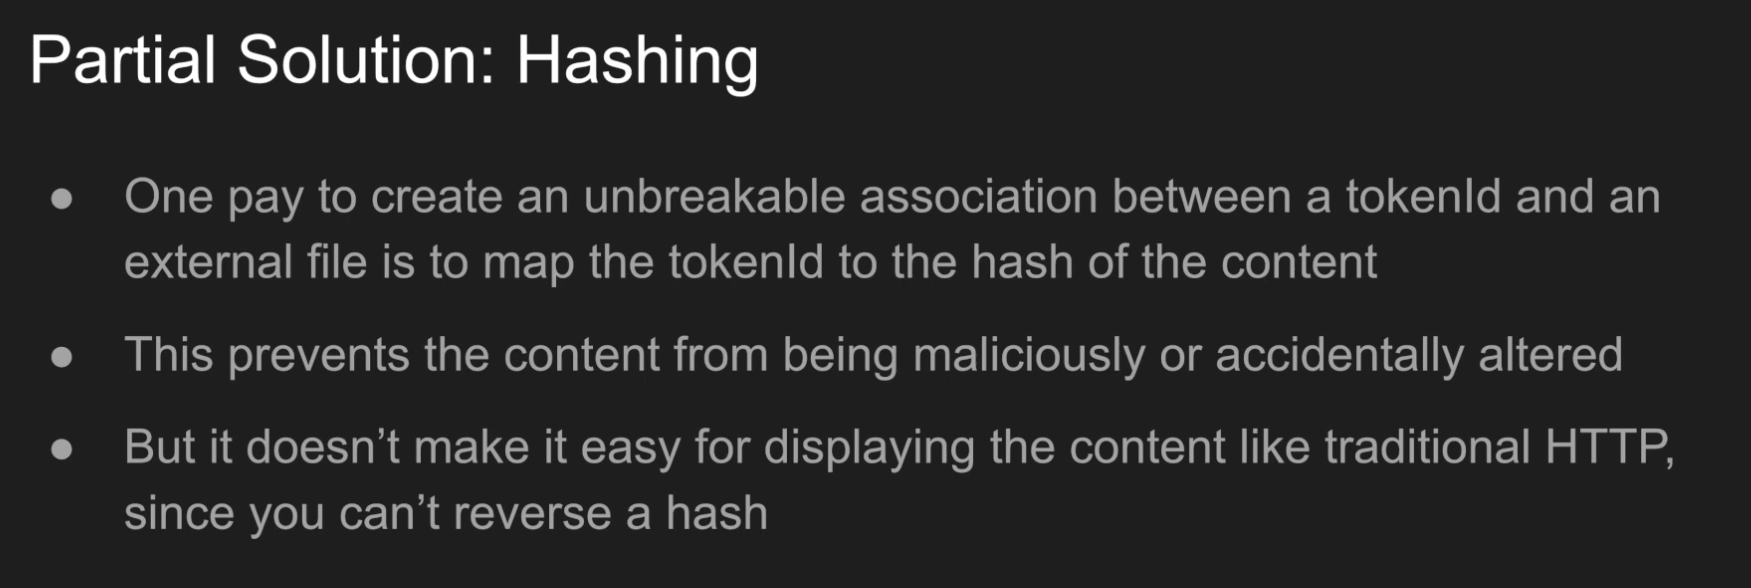 Partial Solution: Hashing
● One pay to create an unbreakable association between a tokenId and an
external file is to map the tokenId to the hash of the content
● This prevents the content from being maliciously or accidentally altered
● But it doesn’t make it easy for displaying the content like traditional HTTP,
since you can’t reverse a hash